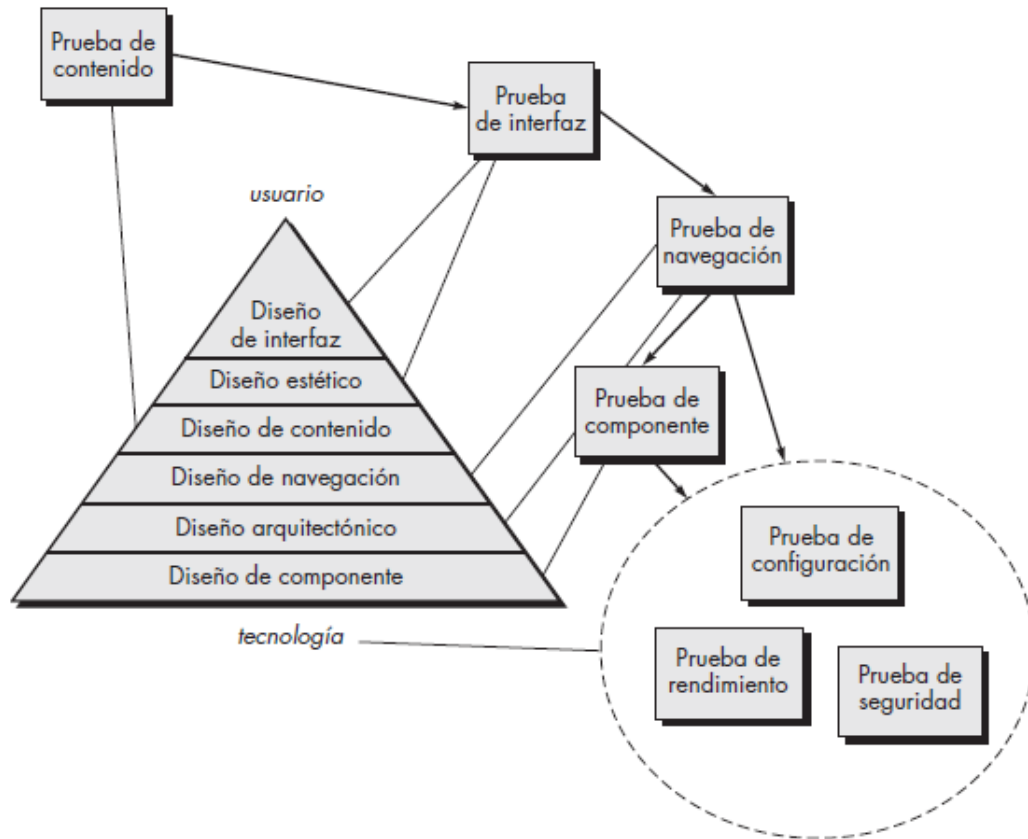 Prueba de
contenido
Prueba
de interfaz
usuario
Prueba de
navegación
Diseño
de interfaz
Diseño estético
Prueba de
componente
Diseño de contenido
Diseño de navegación
Diseño arquitectónico
Prueba de
configuración
Diseño de componente
tecnología
Prueba de
rendimiento
Prueba de
seguridad